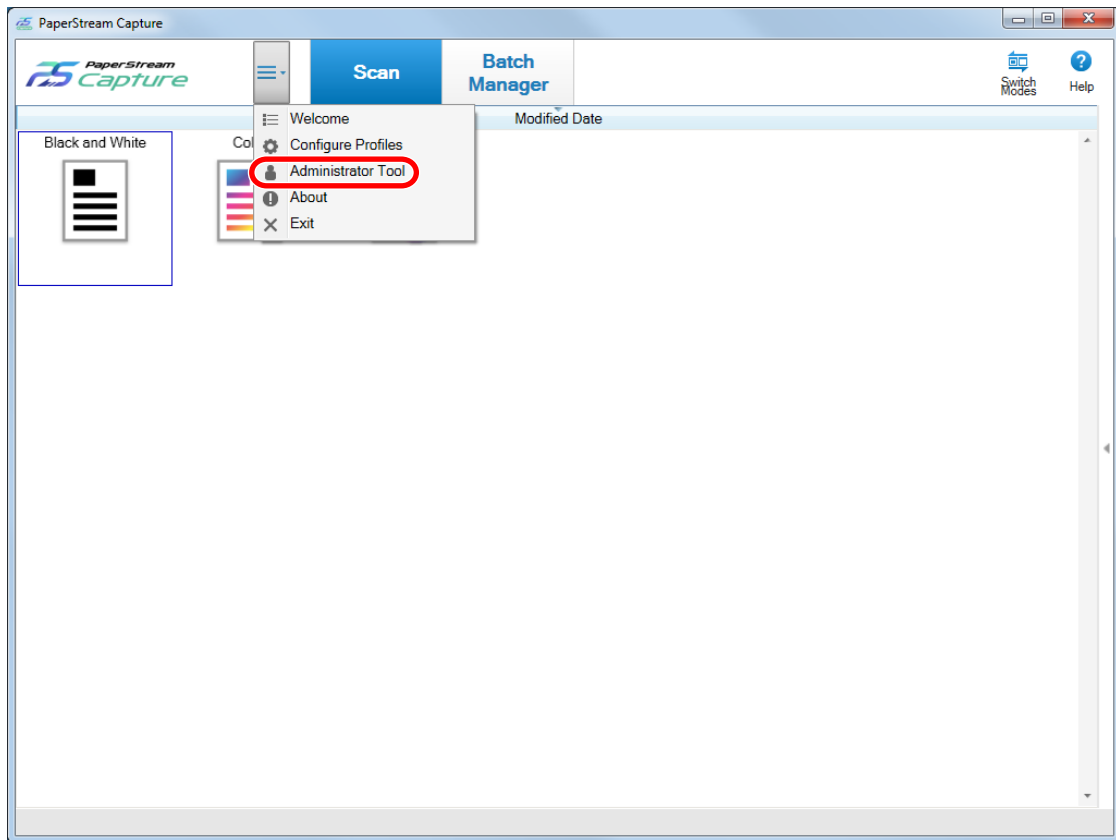 PaperStream Capture
PaperStream
Capture
Scan
Batch
Manager
Switch
Modes
Help
Modified Date
Welcome
Configure Profiles
Administrator Tool
About
Exit
Black and White
Col